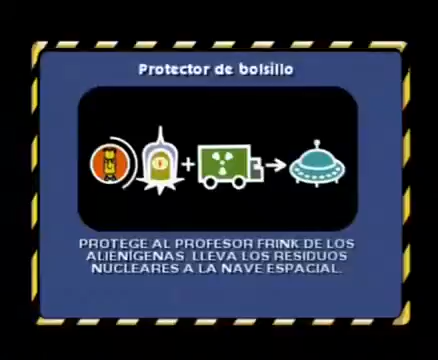 Protector de bolsillo
PROTEGE AL PROFESOR FRINK DE LOS
ALIENÍGENAS, LLEVA LOS RESIDUOS
NUCLEARES A LA NAVE ESPACIAL.